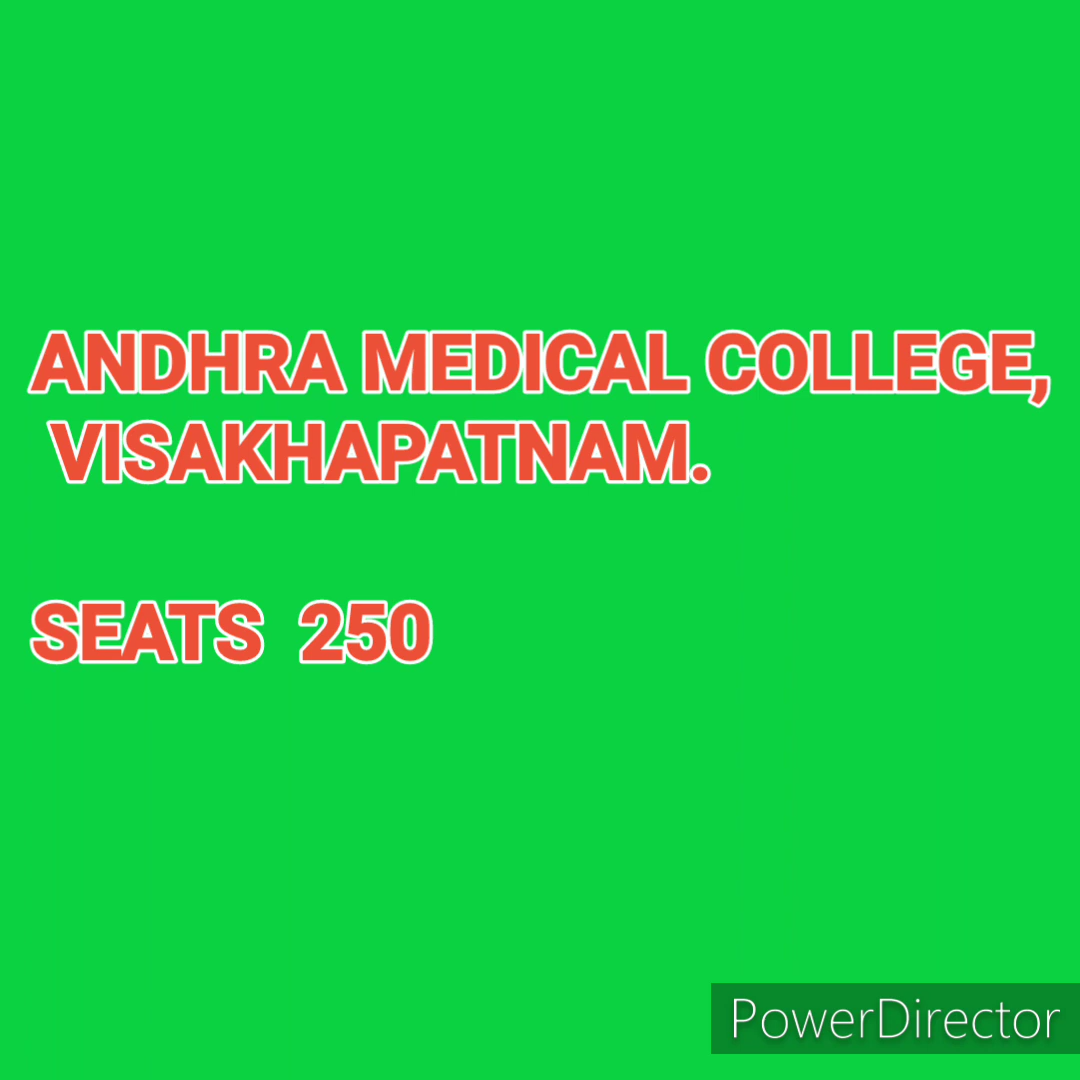 ANDHRA MEDICAL COLLEGE,
VISAKHAPATNAM.
SEATS 250
PowerDirector